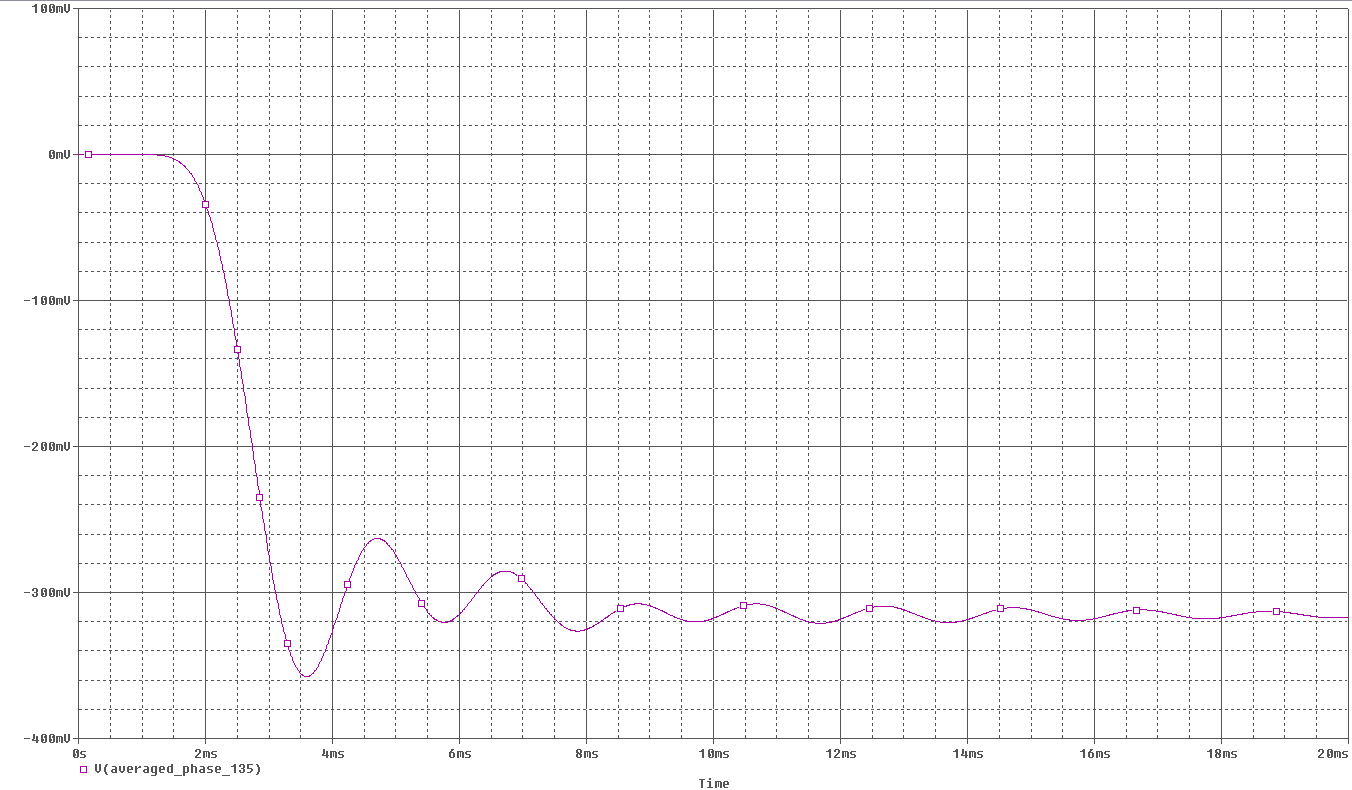 100mV
0mV
-100mV
-200mV
-300mV
-400mV
0s 2ms 4ms 6ms 8ms 10ms 12ms 14ms 16ms 18ms 20ms
V(averaged_phase_135)
Time